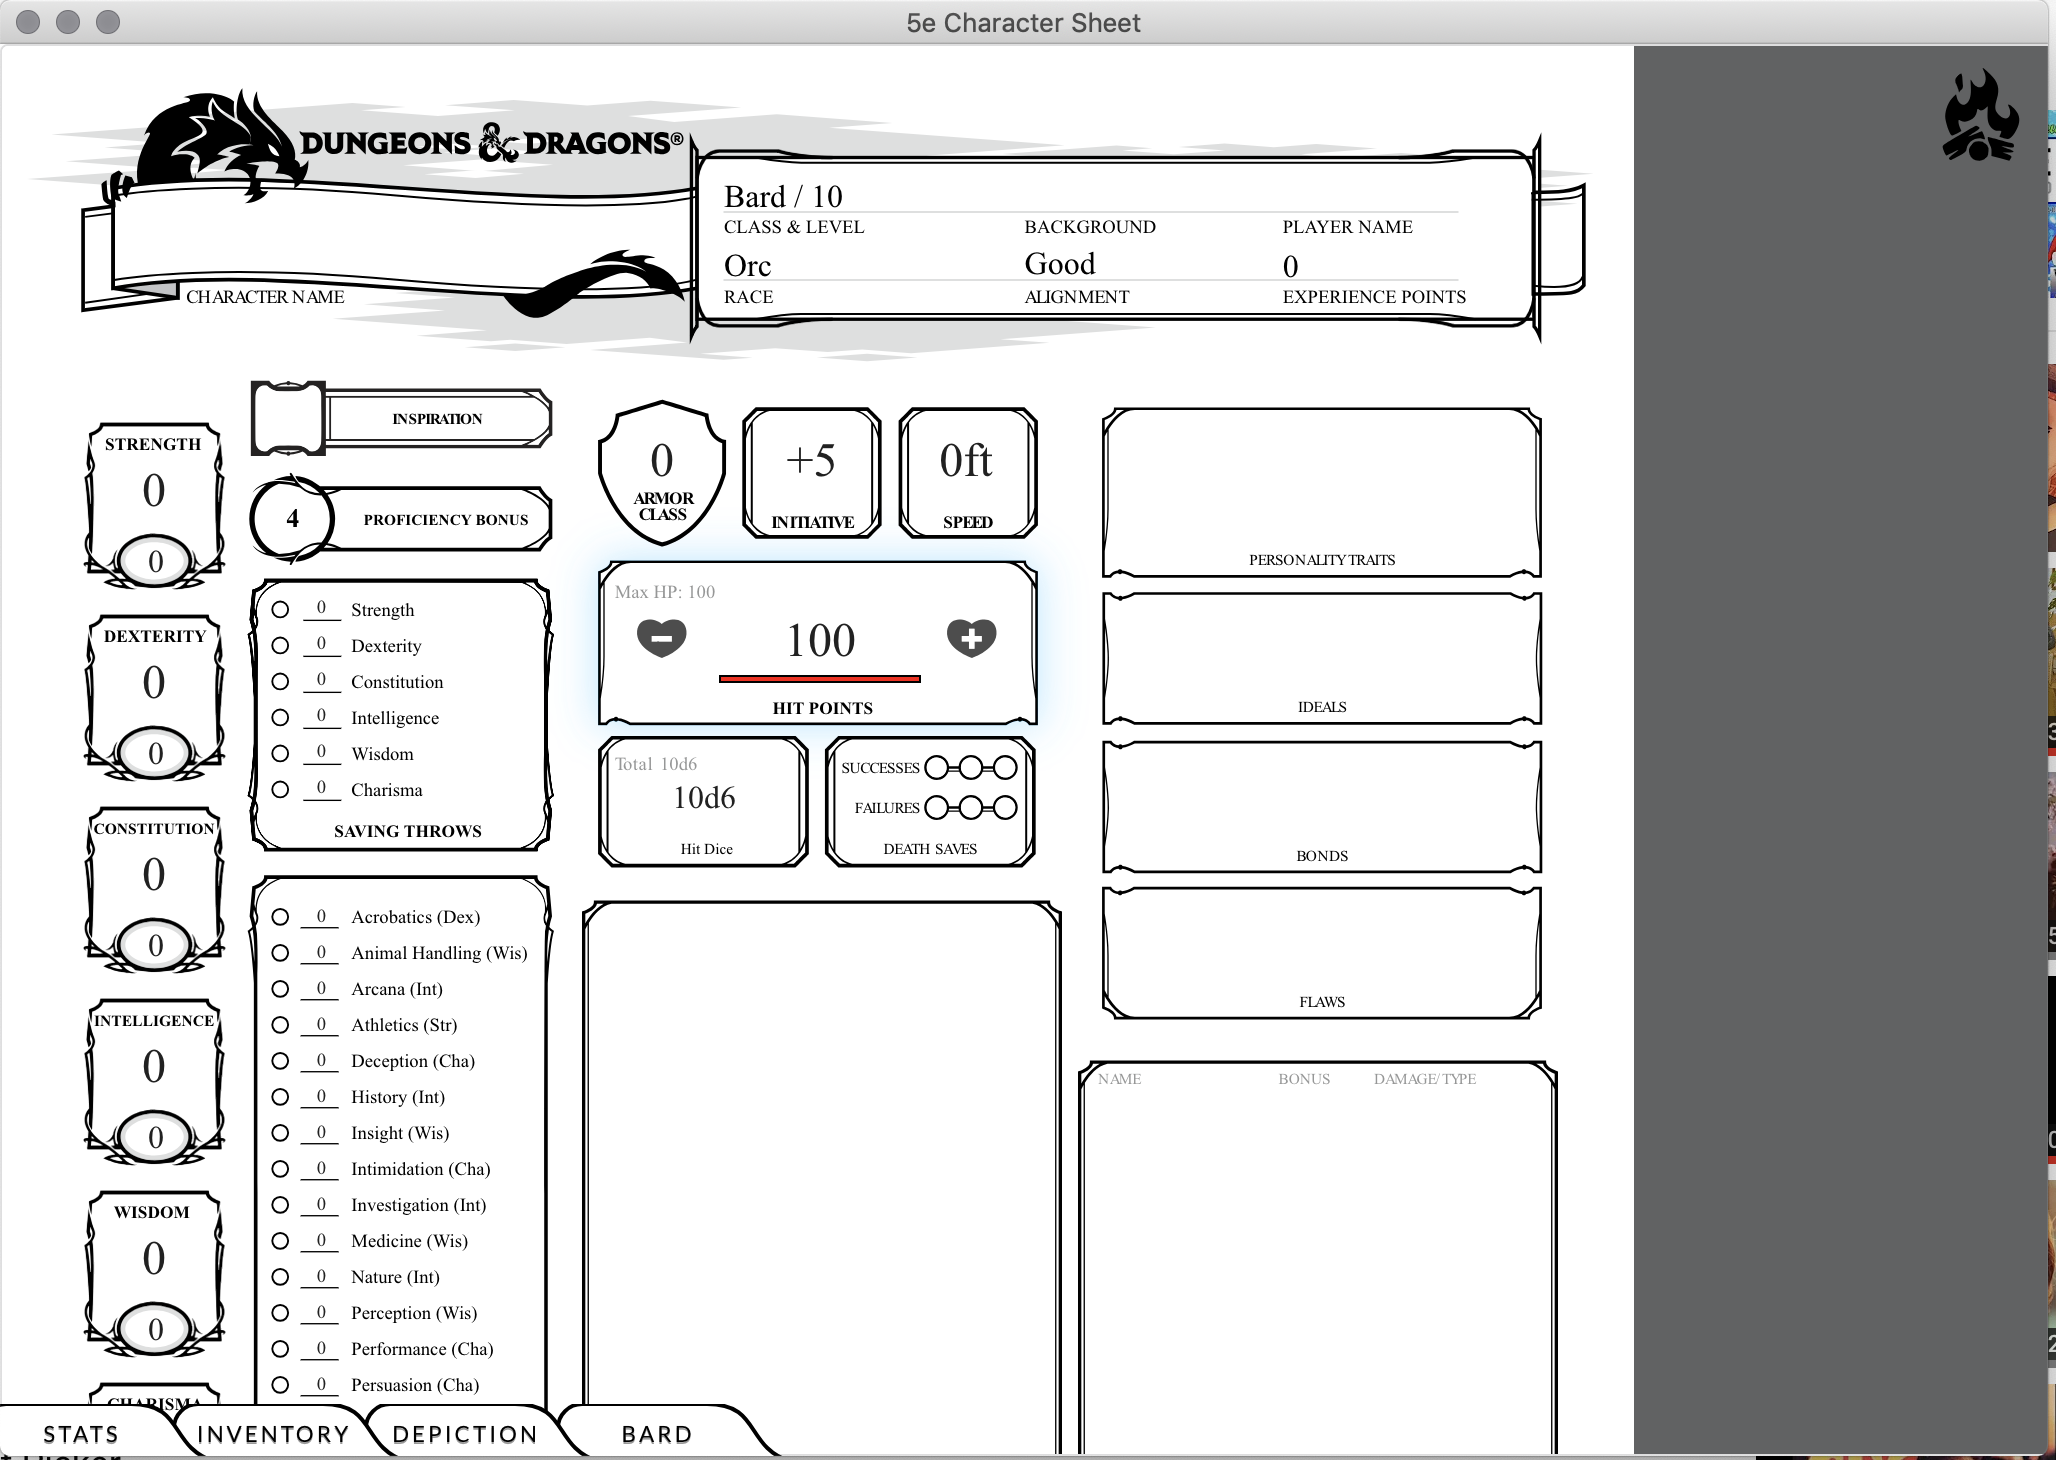 5e Character Sheet
DUNGEONS & DRAGONS®
Bard / 10
CLASS & LEVEL BACKGROUND PLAYER NAME
Orc Good 0
RACE ALIGNMENT EXPERIENCE POINTS
CHARACTER NAME
STRENGTH
0
0
DEXTERITY
0
0
CONSTITUTION
0
0
INTELLIGENCE
0
0
WISDOM
0
0
CHARISMA
INSPIRATION
4 PROFICIENCY BONUS
0 Strength
0 Dexterity
0 Constitution
0 Intelligence
0 Wisdom
0 Charisma
SAVING THROWS
0 Acrobatics (Dex)
0 Animal Handling (Wis)
0 Arcana (Int)
0 Athletics (Str)
0 Deception (Cha)
0 History (Int)
0 Insight (Wis)
0 Intimidation (Cha)
0 Investigation (Int)
0 Medicine (Wis)
0 Nature (Int)
0 Perception (Wis)
0 Performance (Cha)
0 Persuasion (Cha)
0
ARMOR
CLASS
+5
INITIATIVE
0ft
SPEED
Max HP: 100
100
HIT POINTS
Total 10d6
10d6
Hit Dice
SUCCESSES
FAILURES
DEATH SAVES
PERSONALITY TRAITS
IDEALS
BONDS
FLAWS
NAME BONUS DAMAGE/TYPE
STATS INVENTORY DEPICTION BARD